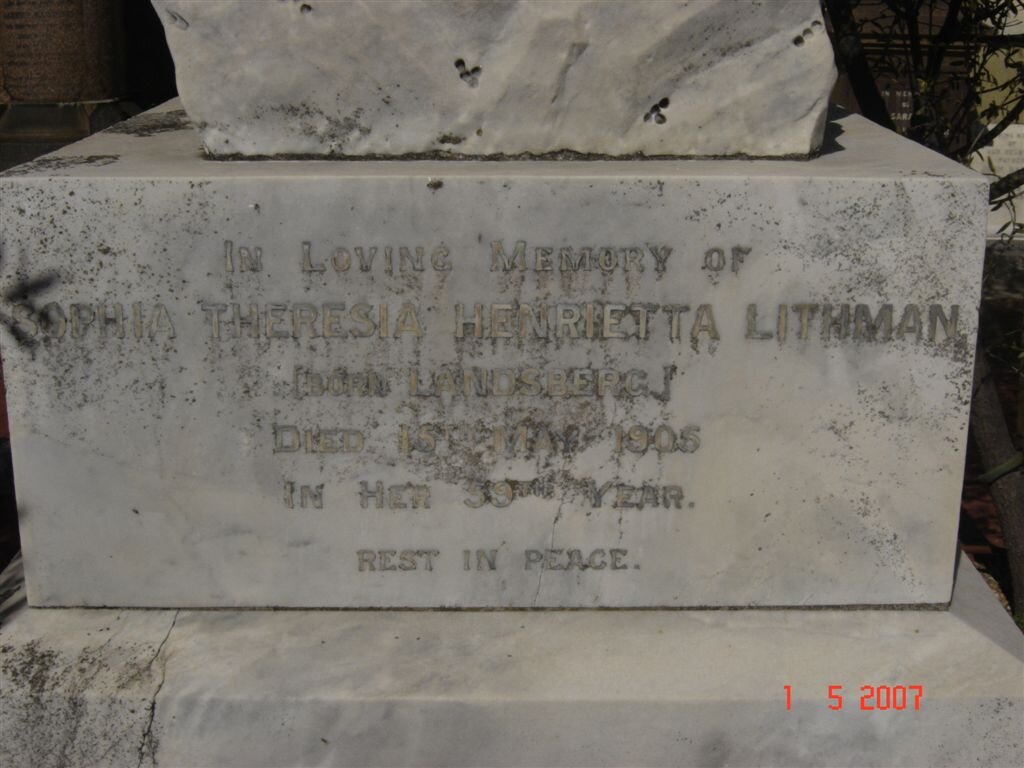 IN LOVING MEMORY OF
SOPHIA THERESIA HENRIETTA LITHMAN
[BORN LANDSBERG]
DIED 15TH MAY 1905
IN HER 39TH YEAR.
REST IN PEACE.
1 5 2007